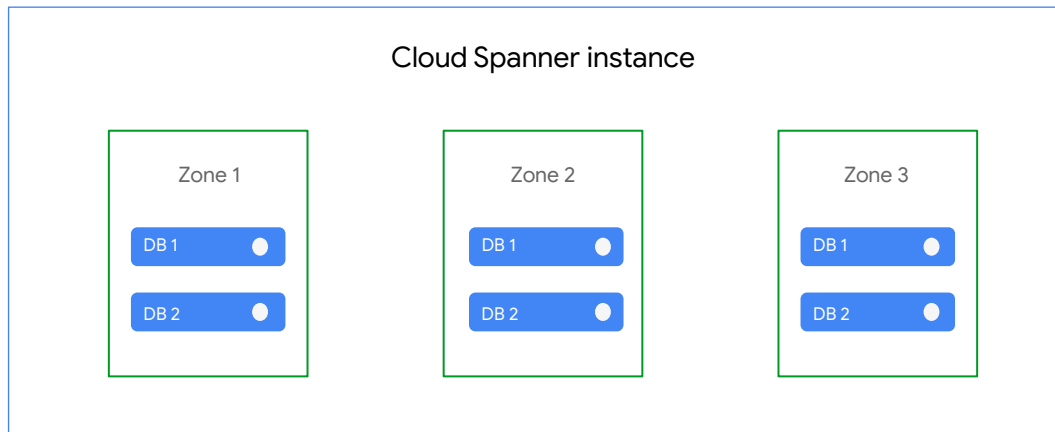 Cloud Spanner instance
Zone 1
DB 1
DB 2
Zone 2
DB 1
DB 2
Zone 3
DB 1
DB 2